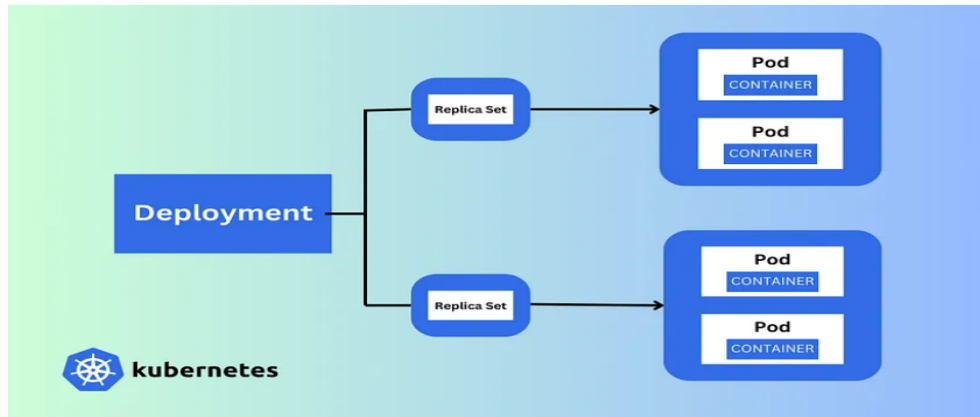 Pod
CONTAINER
Pod
CONTAINER
Replica Set
Deployment
Replica Set
Pod
CONTAINER
Pod
CONTAINER
kubernetes